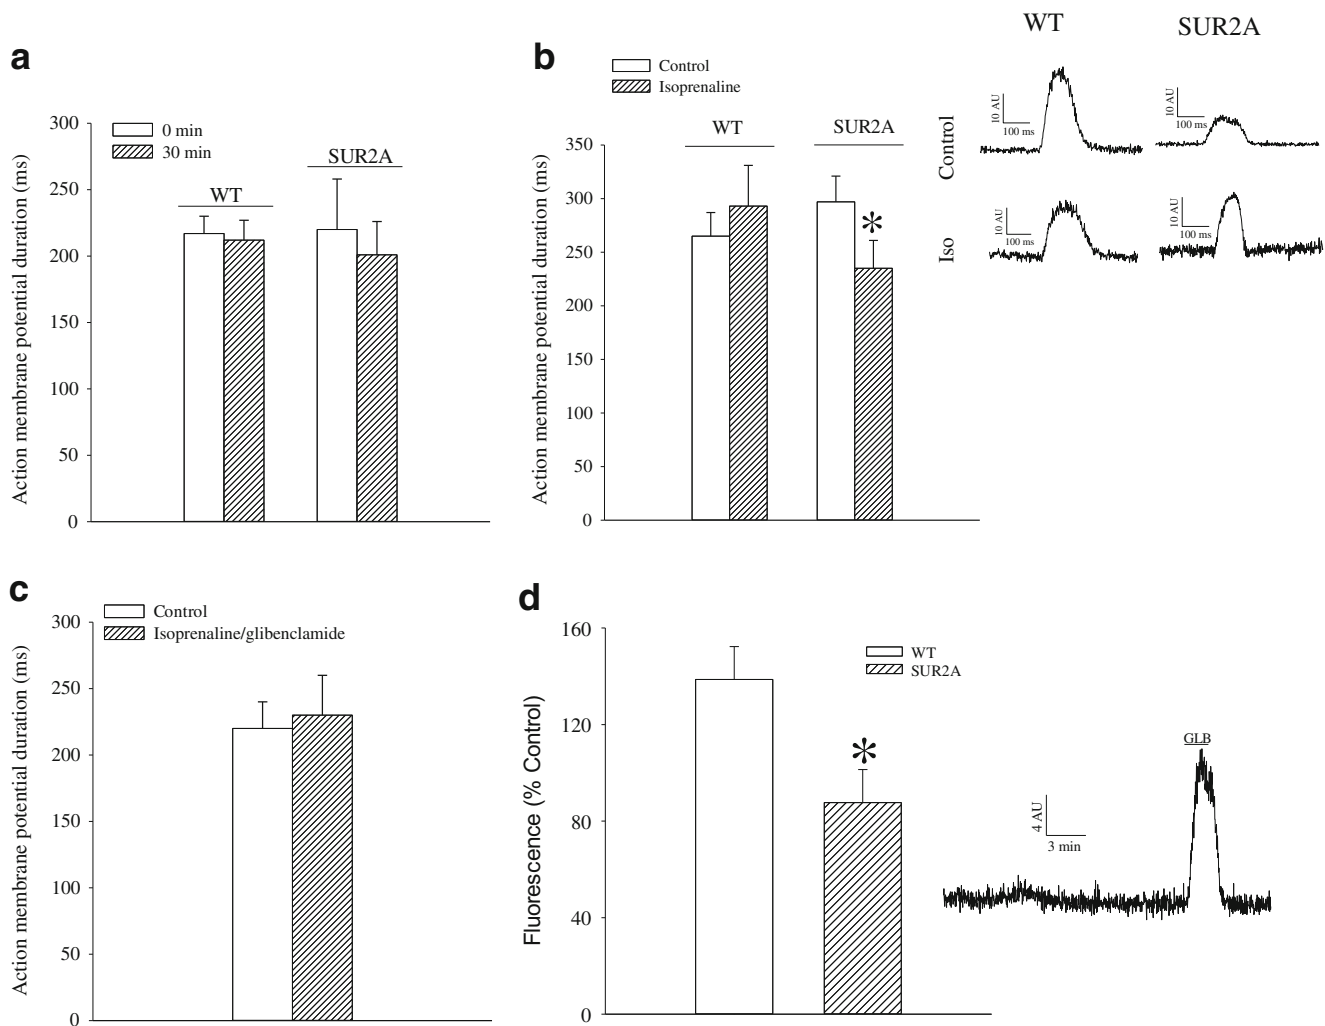 a
Action membrane potential duration (ms)
300
250
200
150
100
50
0
0 min
30 min
WT
SUR2A
b
Control
Isoprenaline
Action membrane potential duration (ms)
350
300
250
300
150
100
50
0
WT
SUR2A
*
WT
SUR2A
Control
10 AU
100 ms
10 AU
100 ms
Iso
10 AU
100 ms
10 AU
100 ms
c
Control
Isoprenaline/glibenclamide
Action membrane potential duration (ms)
300
250
200
150
200
50
0
d
Fluorescence (% Control)
160
120
80
40
0
WT
SUR2A
*
GLB
4 AU
3 min